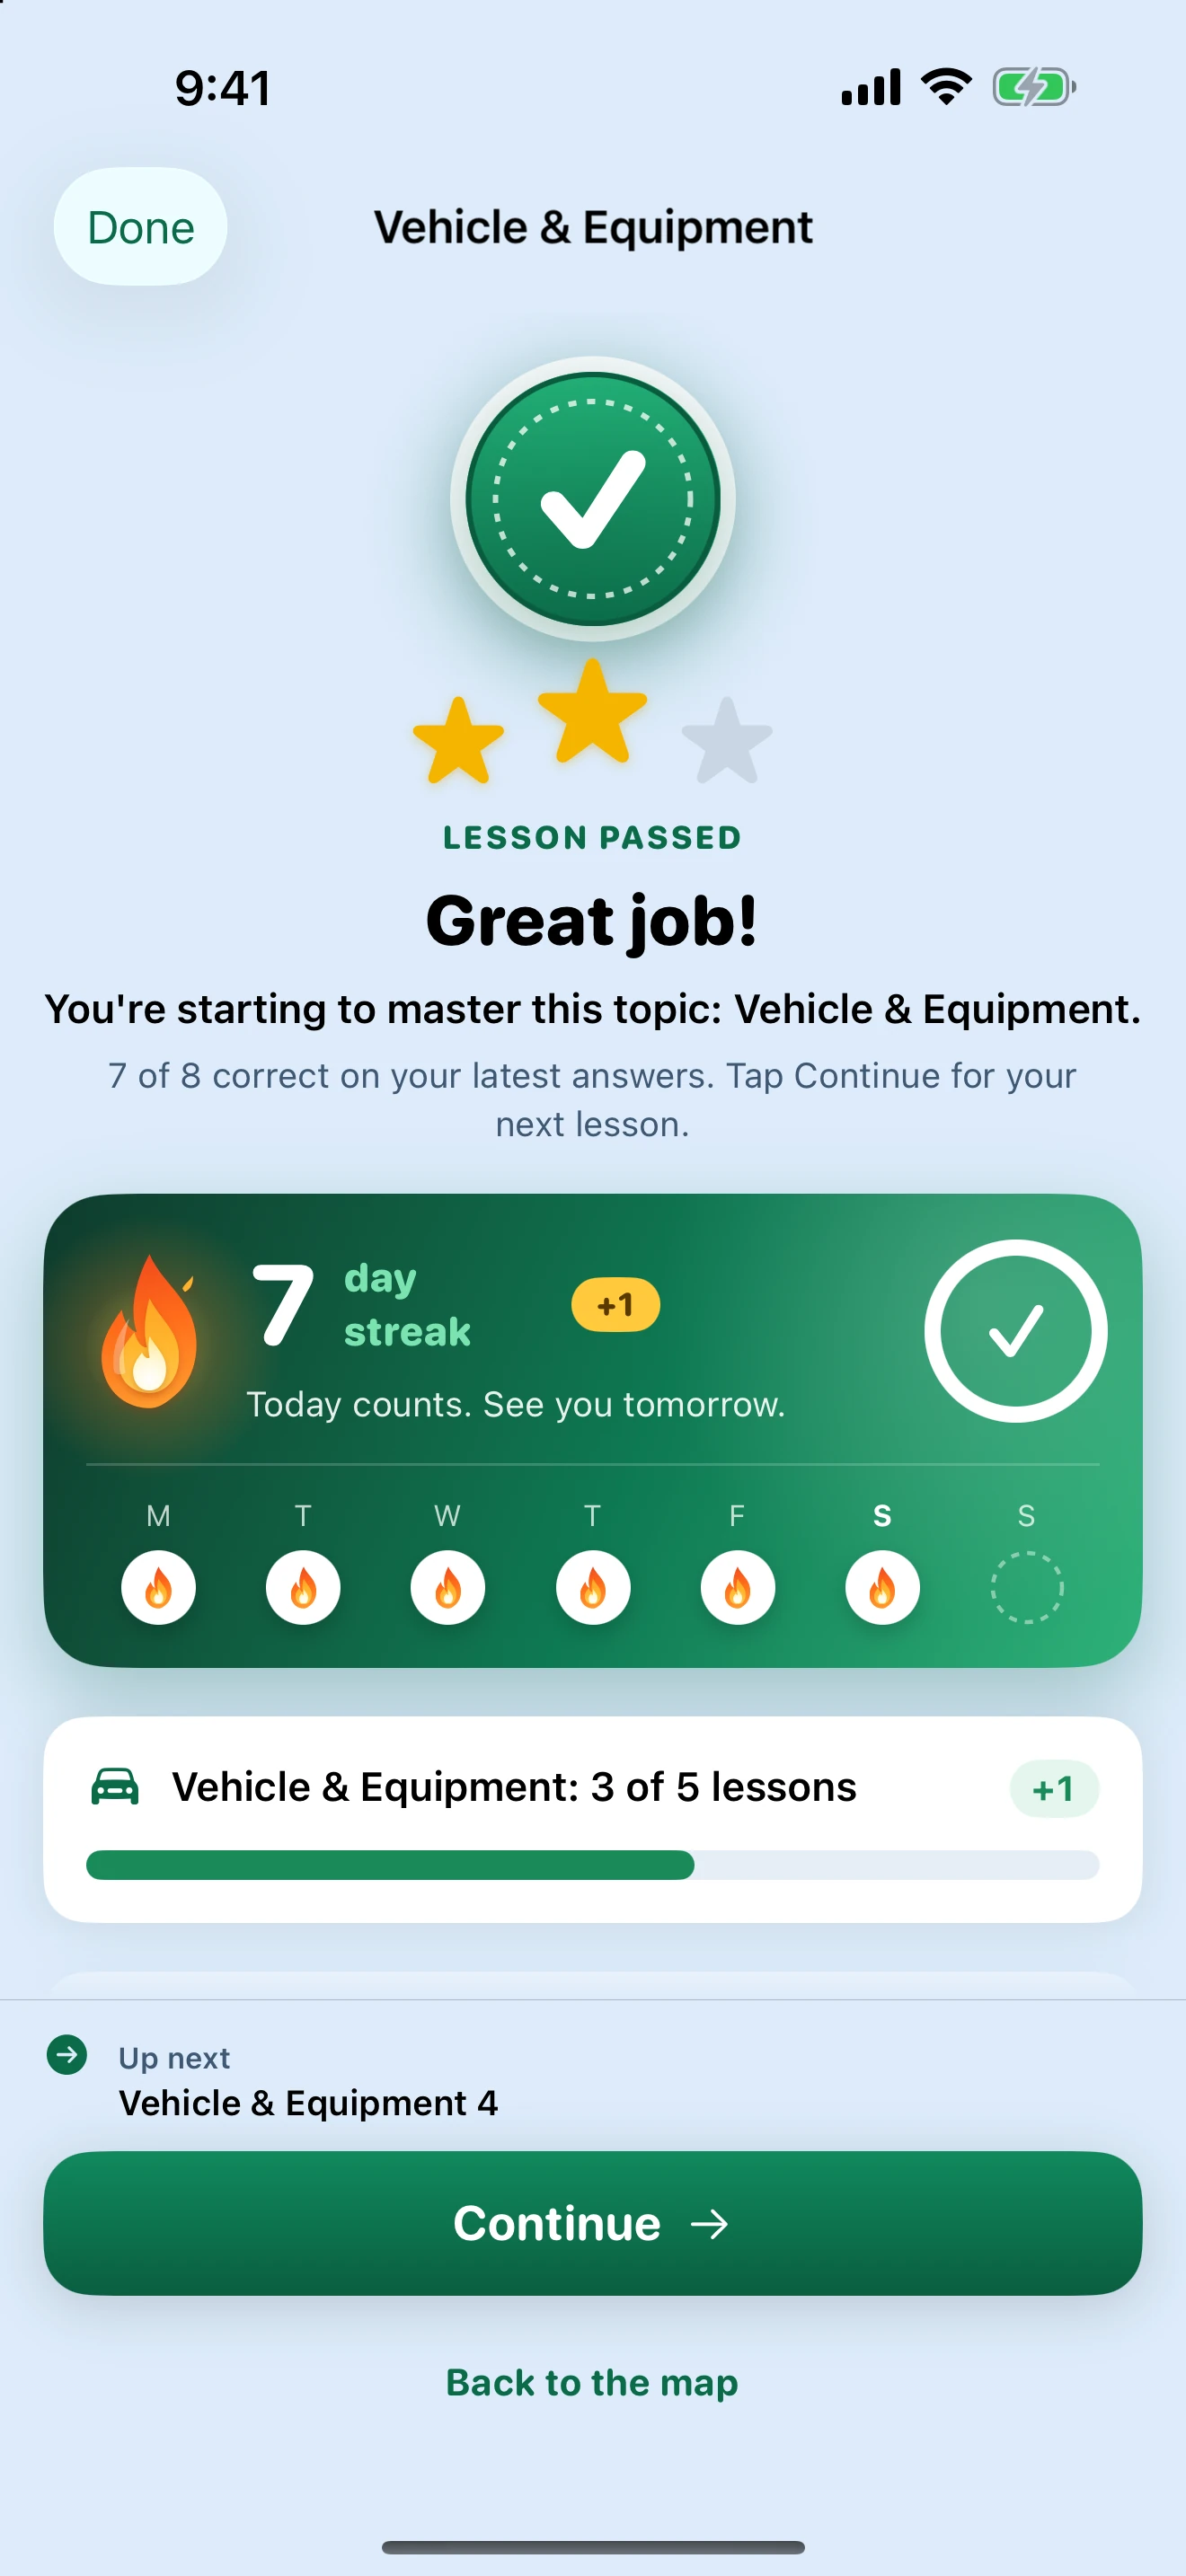 9:41
Done
Vehicle & Equipment
LESSON PASSED
Great job!
You're starting to master this topic: Vehicle & Equipment.
7 of 8 correct on your latest answers. Tap Continue for your
next lesson.
7 day
streak
+1
Today counts. See you tomorrow.
M T W T F S S
Vehicle & Equipment: 3 of 5 lessons +1
Up next
Vehicle & Equipment 4
Continue →
Back to the map